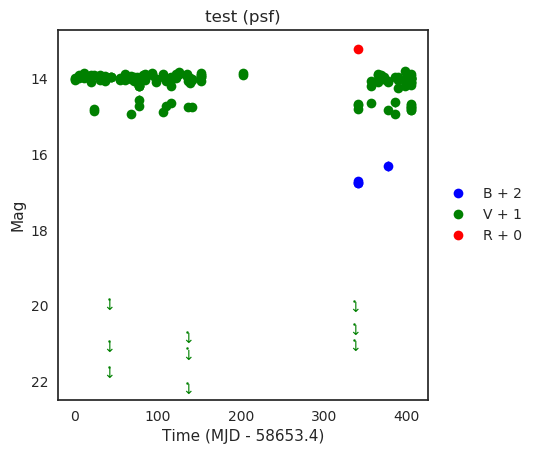 test (psf)
14
16
18
20
22
Mag
0
100
200
300
400
Time (MJD - 58653.4)
B + 2
V + 1
R + 0